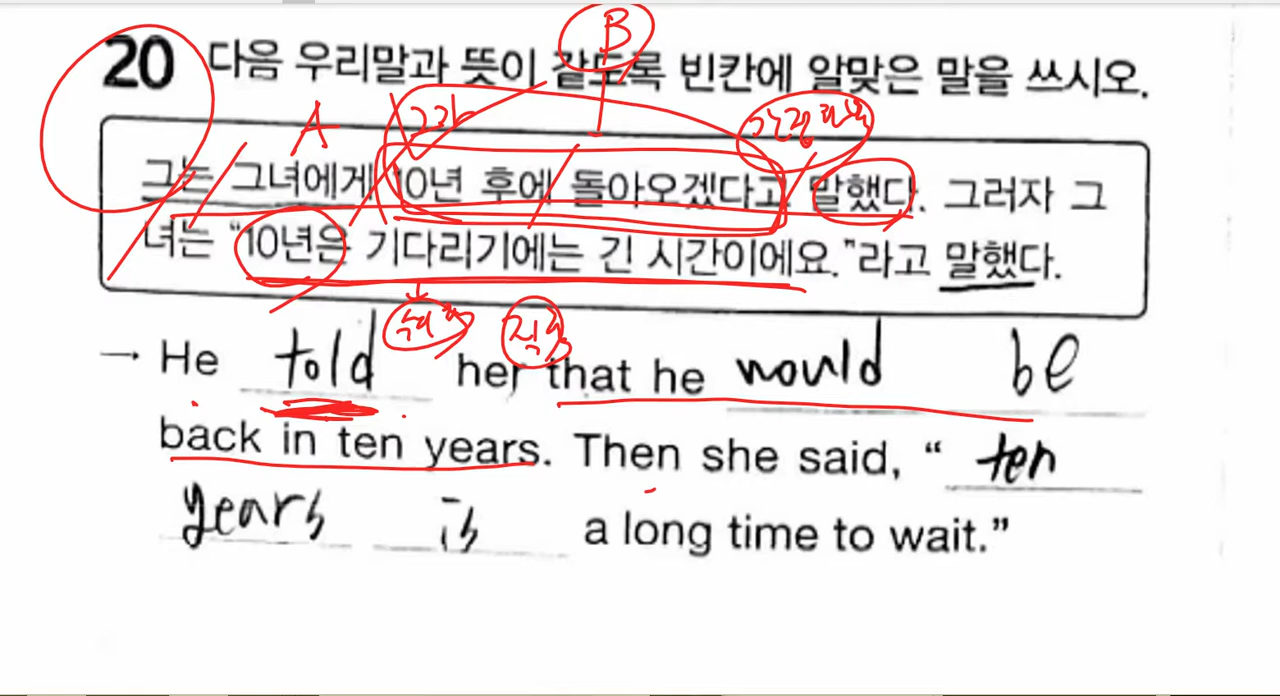 B
20 다음 우리말과 뜻이 같도록 빈칸에 알맞은 말을 쓰시오.
A
그는 그녀에게 10년 후에 돌아오겠다고 말했다. 그러자 그
녀는 “10년은 기다리기에는 긴 시간이에요.”라고 말했다.
→ He told her that he would be
back in ten years. Then she said, “ ten
years is a long time to wait.”